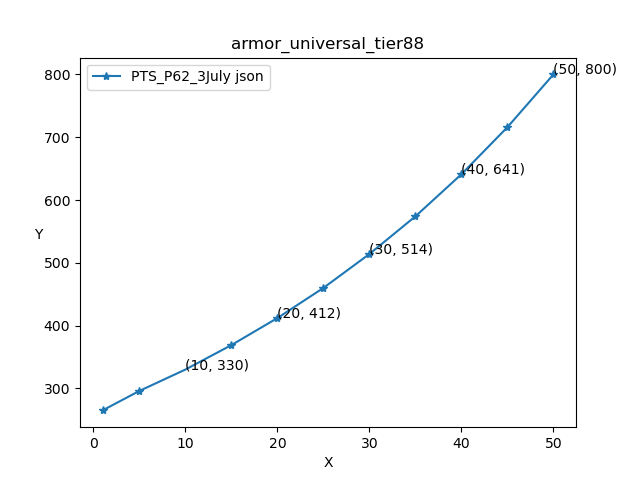 armor_universal_tier88
PTS_P62_3July json
(50, 800)
(40, 641)
(30, 514)
(20, 412)
(10, 330)
800
700
600
500
400
300
Y
0 10 20 30 40 50
X